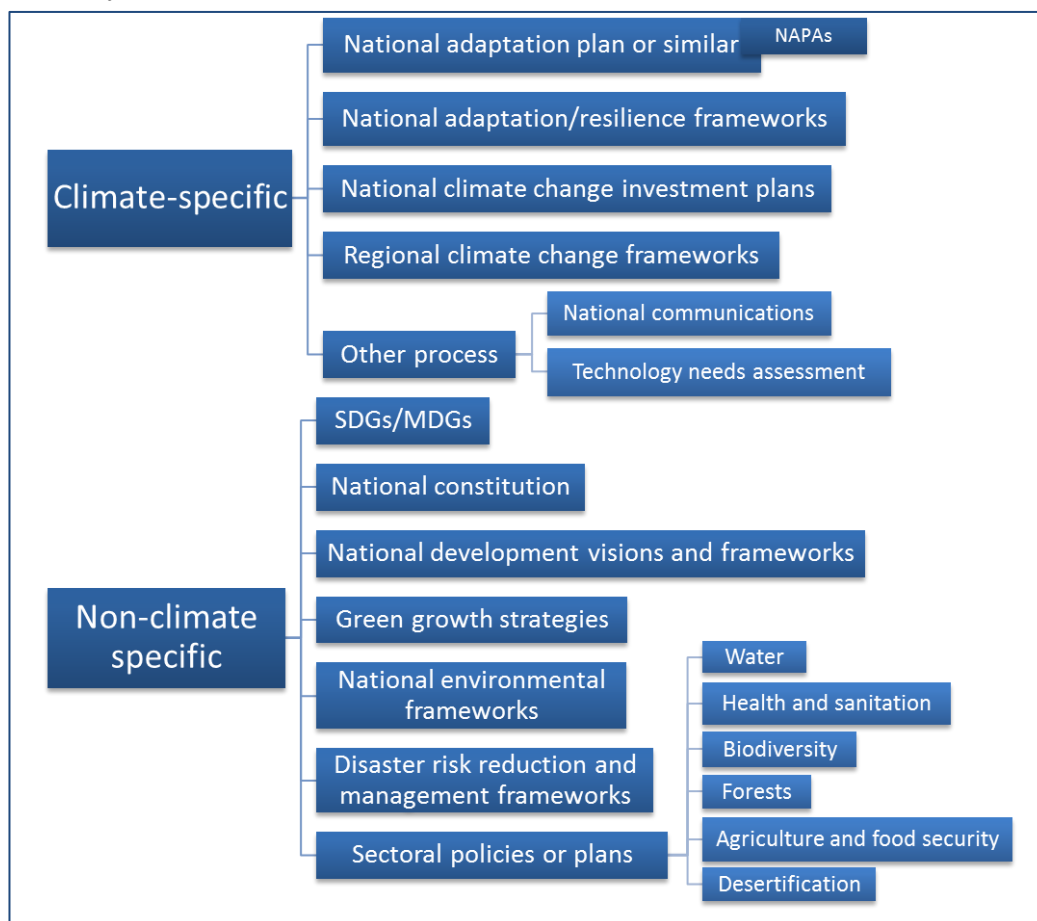 National adaptation plan or similar
NAPAs
National adaptation/resilience frameworks
Climate-specific
National climate change investment plans
Regional climate change frameworks
Other process
National communications
Technology needs assessment
SDGs/MDGs
National constitution
National development visions and frameworks
Non-climate
specific
Green growth strategies
National environmental
frameworks
Disaster risk reduction and
management frameworks
Sectoral policies or plans
Water
Health and sanitation
Biodiversity
Forests
Agriculture and food security
Desertification